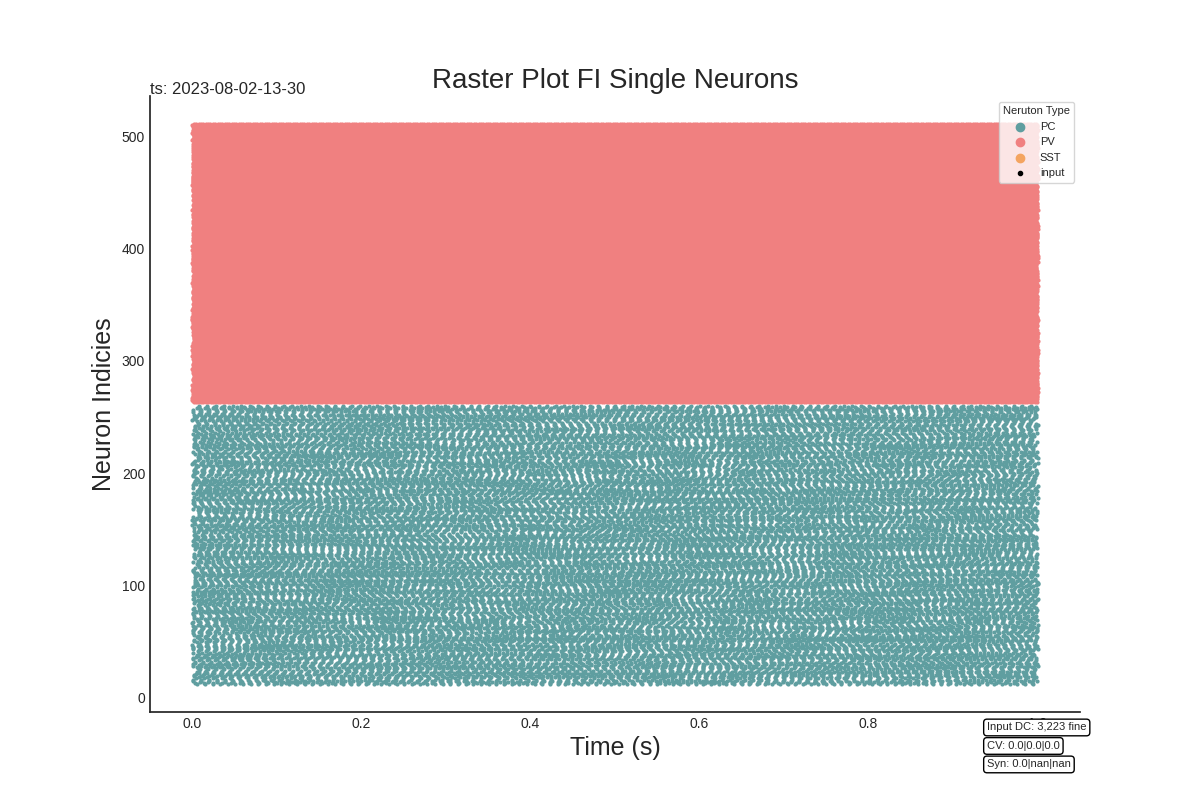 Raster Plot FI Single Neurons
ts: 2023-08-02-13-30
Neruton Type
PC
PV
SST
input
500
400
300
200
100
0
Neuron Indicies
0.0 0.2 0.4 0.6 0.8
Time (s)
Input DC: 3,223 fine
CV: 0.0|0.0|0.0
Syn: 0.0|nan|nan